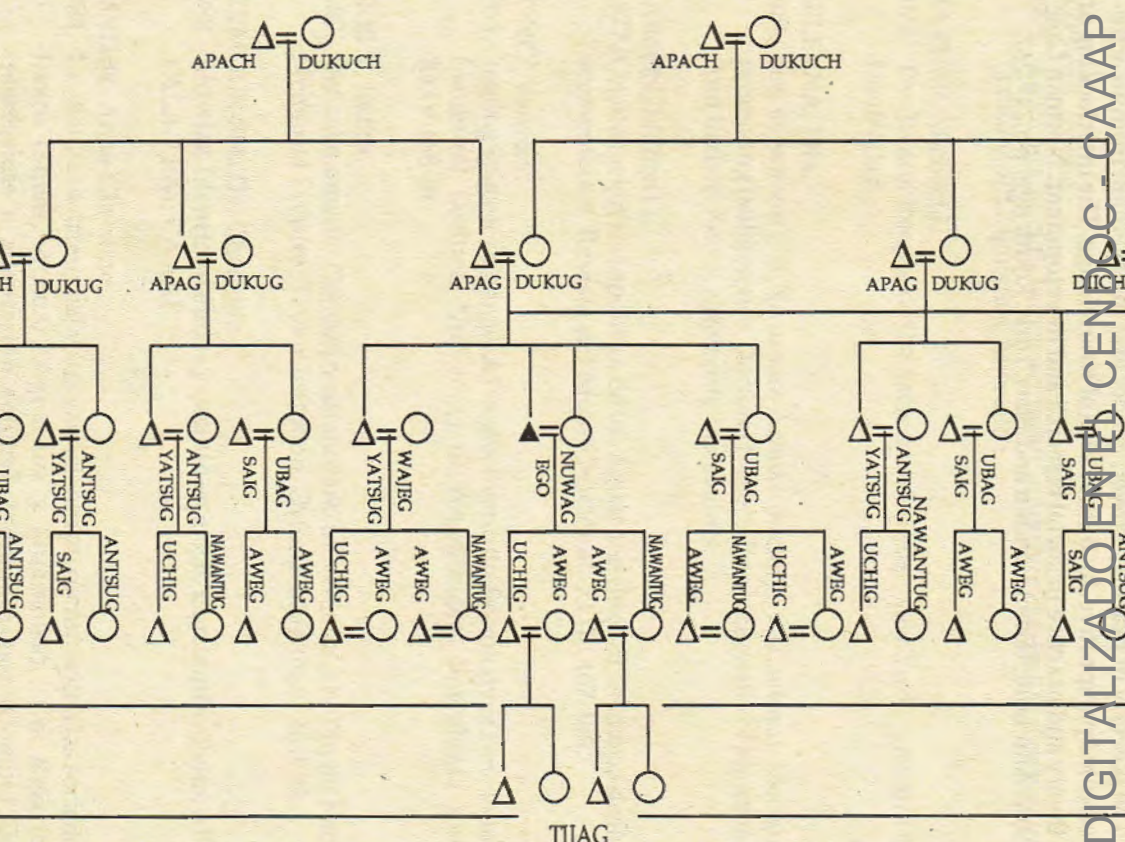 APACH DUKUCH APACH DUKUCH
DUKUG APAG DUKUG APAG DUKUG APAG DUKUG DIICH
UBAG YATSUG ANTSUG YATSUG ANTSUG SAIG UBAG YATSUG WAJEG EGO NUWAG SAIG UBAG YATSUG ANTSUG SAIG UBAG SAIG UBAG
ANTSUG SAIG ANTSUG UCHIG NAWANTUG AWEG AWEG UCHIG AWEG AWEG NAWANTUG UCHIG AWEG AWEG NAWANTUG AWEG NAWANTUG UCHIG AWEG UCHIG NAWANTUG AWEG AWEG SAIG ANTSUG
TIJAG
DIGITALIZADO EN EL CENDOC - CAAAP